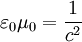 ε₀μ₀ = 1/c²